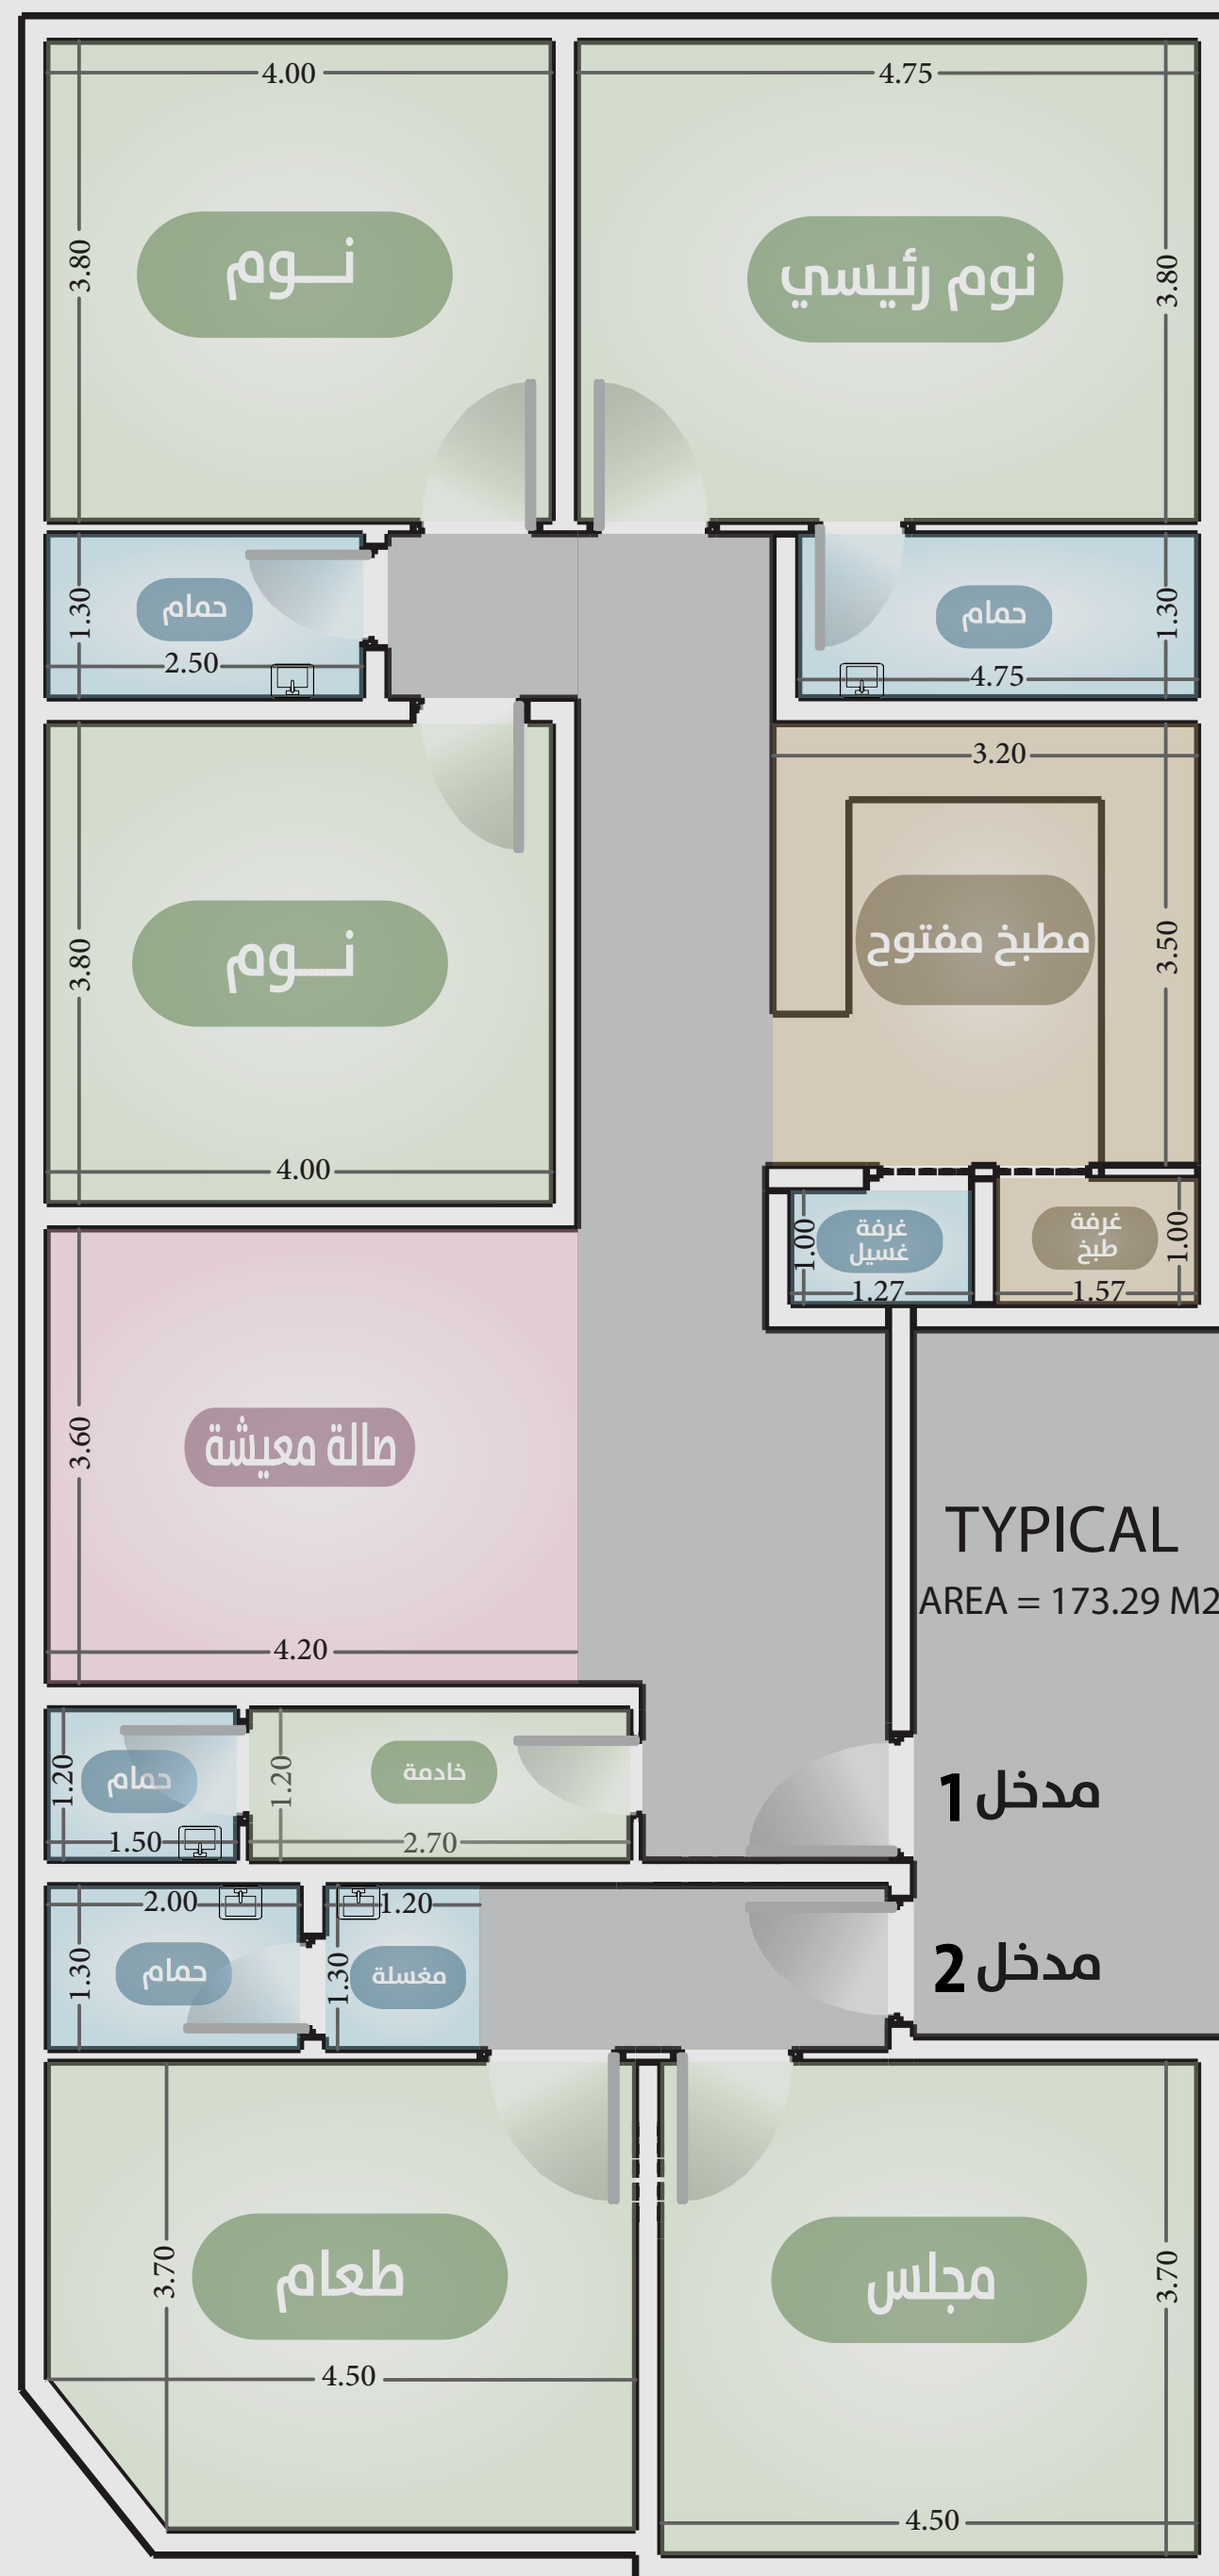 4.00
4.75
3.80
3.80
نــوم
نوم رئيسي
1.30
حمام
2.50
حمام
1.30
4.75
3.20
3.80
نــوم
4.00
مطبخ مفتوح
3.50
1.00
غرفة
غسيل
1.27
غرفة
طبخ
1.00
1.57
3.60
صالة معيشة
4.20
TYPICAL
AREA = 173.29 M2
1.20
حمام
1.50
1.20
خادمة
2.70
مدخل 1
2.00
1.20
1.30
حمام
1.30
مغسلة
مدخل 2
3.70
طعام
4.50
مجلس
3.70
4.50